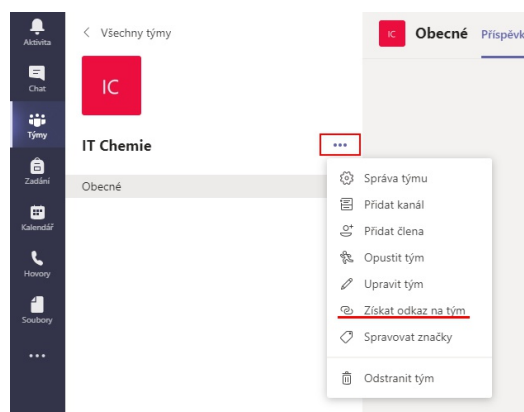 Aktivita
Chat
Týmy
Zadání
Kalendář
Hovory
Soubory
Všechny týmy
IC
IT Chemie
Obecné
IC
Obecné
Příspěvk
Správa týmu
Přidat kanál
Přidat člena
Opustit tým
Upravit tým
Získat odkaz na tým
Spravovat značky
Odstranit tým